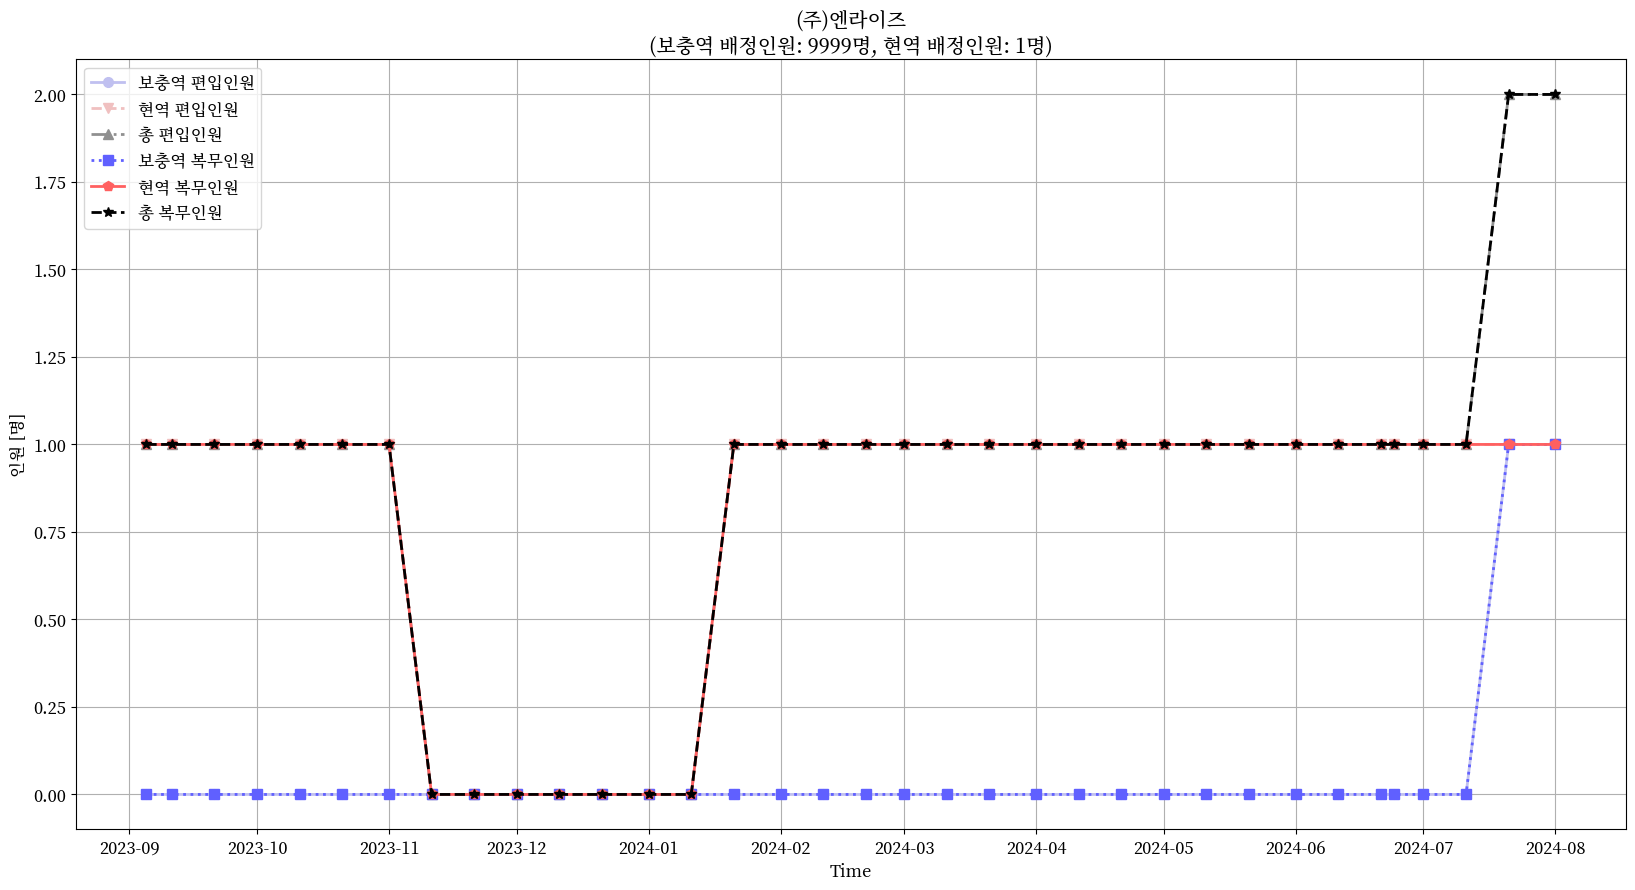 (주)엔라이즈
(보충역 배정인원: 9999명, 현역 배정인원: 1명)
보충역 편입인원
현역 편입인원
총 편입인원
보충역 복무인원
현역 복무인원
총 복무인원
2.00
1.75
1.50
1.25
1.00
0.75
0.50
0.25
0.00
인원 [명]
2023-09 2023-10 2023-11 2023-12 2024-01 2024-02 2024-03 2024-04 2024-05 2024-06 2024-07 2024-08
Time